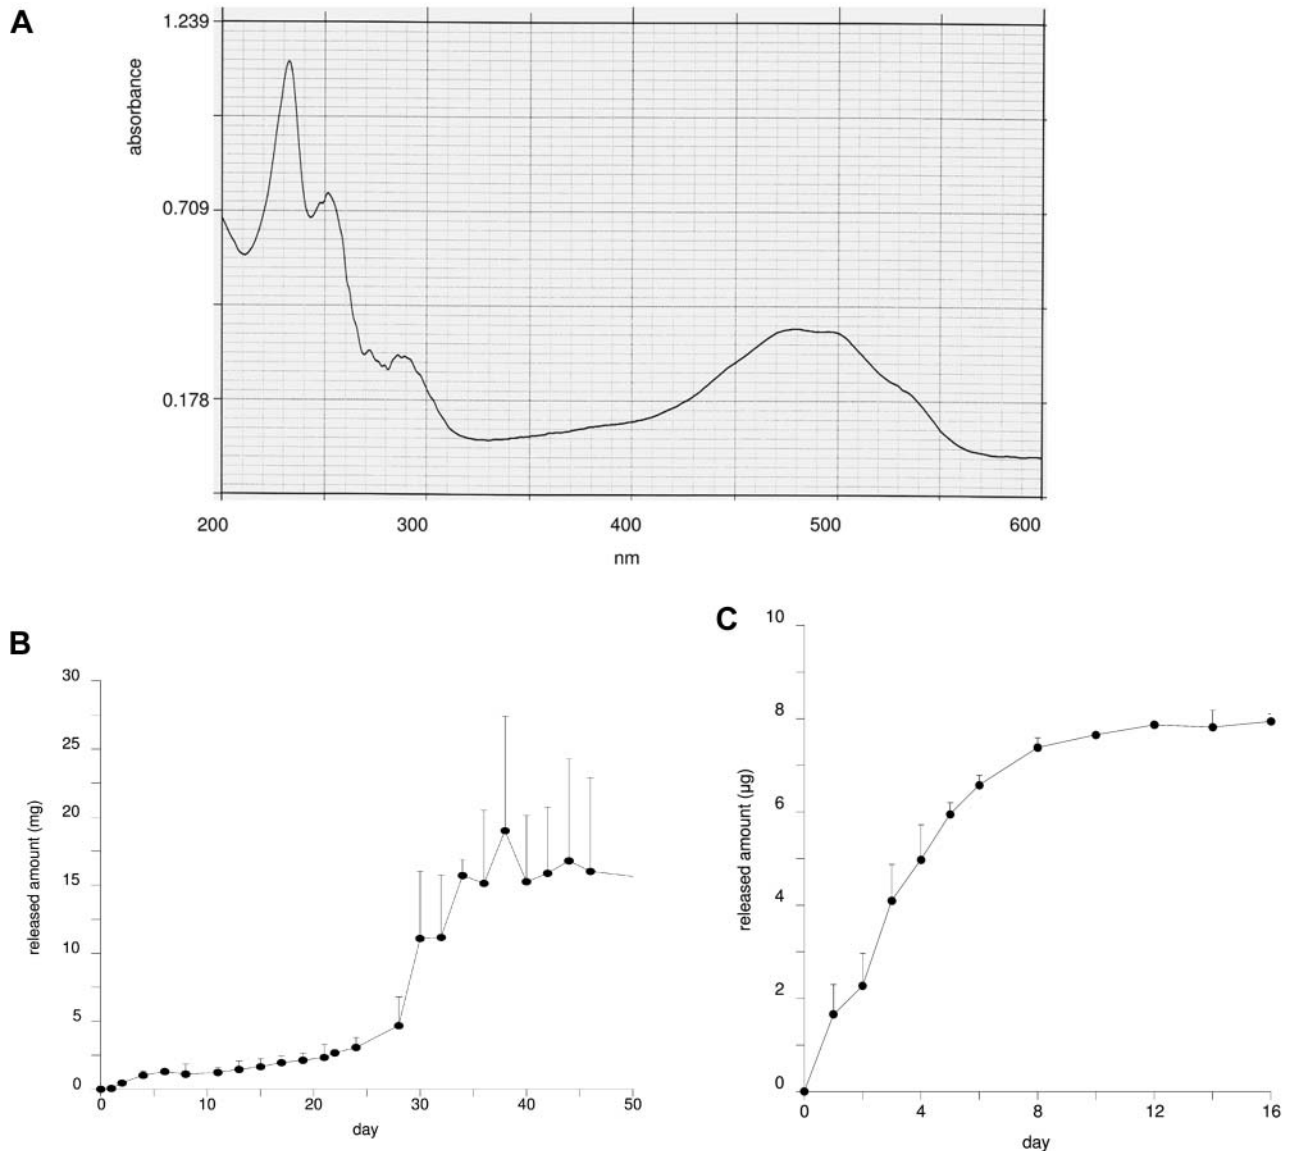 A
1.239
absorbance
0.709
0.178
200 300 400 500 600
nm
B
30
25
20
15
10
5
0
released amount (mg)
0 10 20 30 40 50
day
C
10
8
6
4
2
0
released amount (µg)
0 4 8 12 16
day